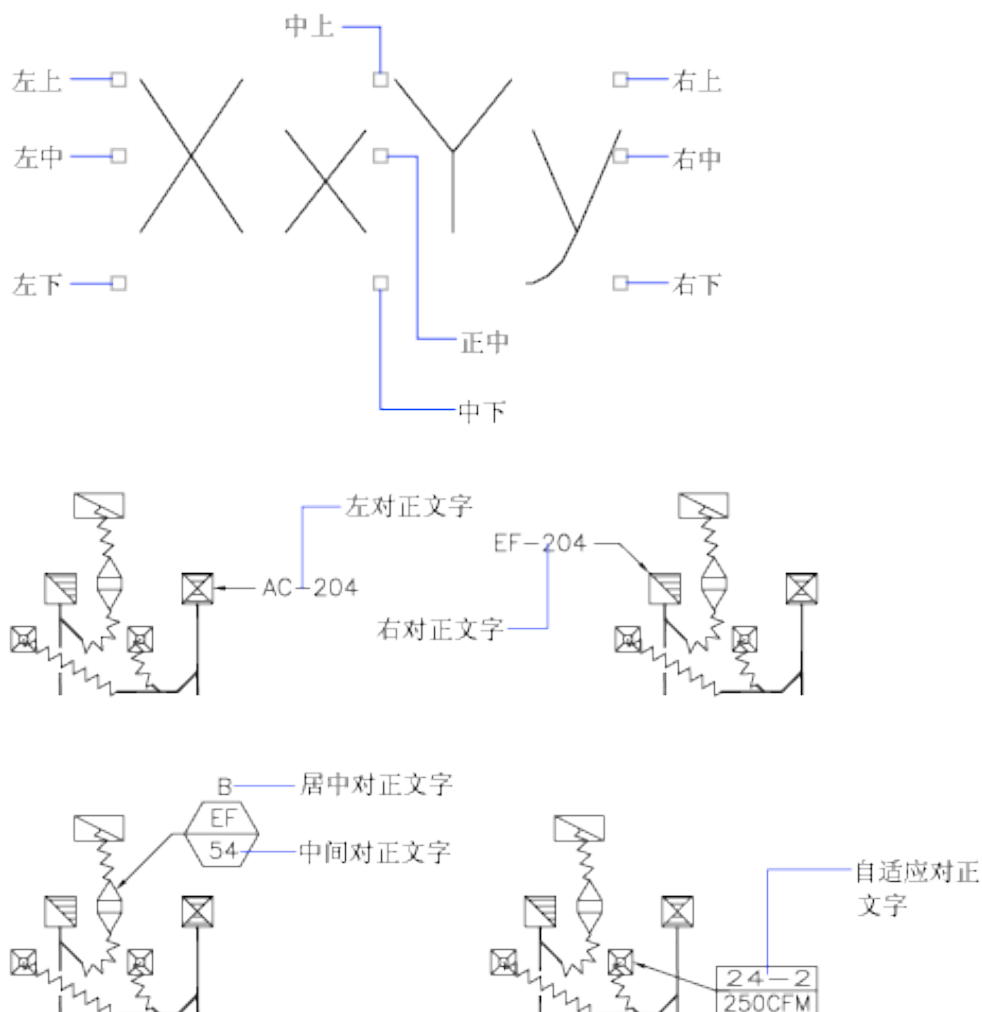 中上
左上
右上
左中
右中
左下
右下
正中
中下
左对正文字
EF-204
AC-204
右对正文字
B
居中对正文字
EF
54
中间对正文字
自适应对正
文字
24-2
250CFM